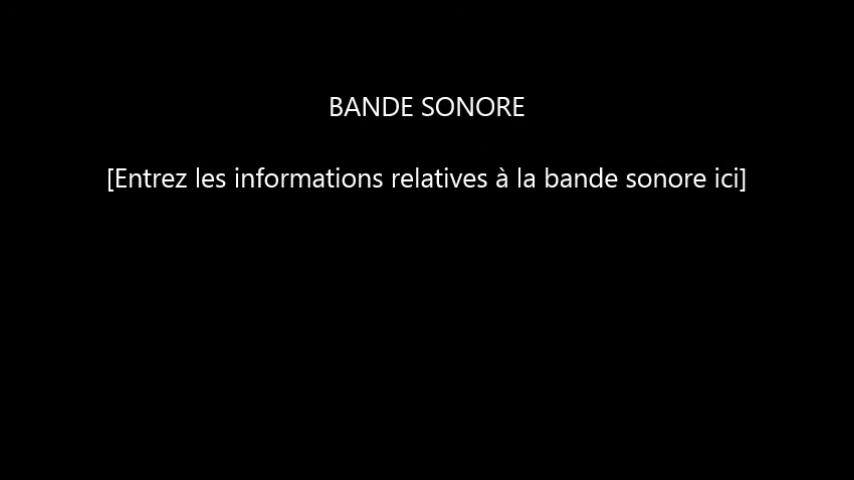 BANDE SONORE
[Entrez les informations relatives à la bande sonore ici]